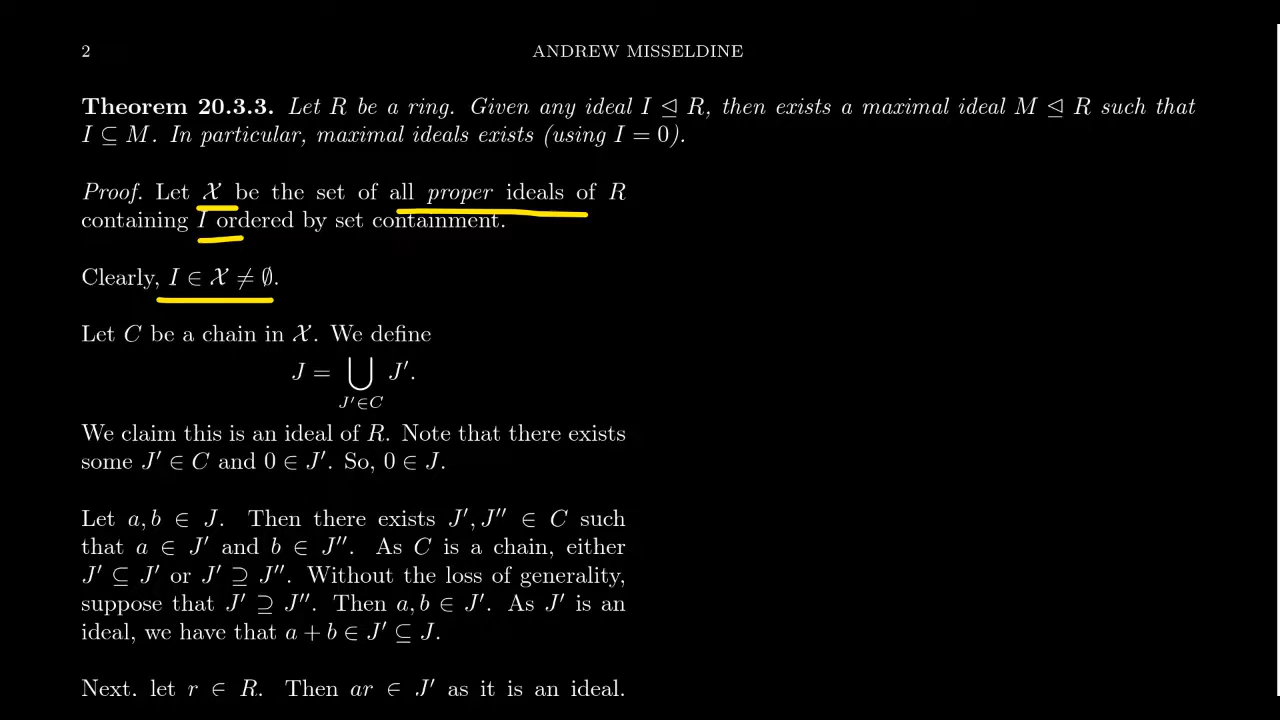 2
ANDREW MISSELDINE
Theorem 20.3.3. Let R be a ring. Given any ideal I ⊴ R, then exists a maximal ideal M ⊴ R such that
I ⊆ M. In particular, maximal ideals exists (using I = 0).
Proof. Let 𝒳 be the set of all proper ideals of R
containing I ordered by set containment.
Clearly, I ∈ 𝒳 ≠ ∅.
Let C be a chain in 𝒳. We define
J = ⋃ J′.
J′∈C
We claim this is an ideal of R. Note that there exists
some J′ ∈ C and 0 ∈ J′. So, 0 ∈ J.
Let a, b ∈ J. Then there exists J′, J″ ∈ C such
that a ∈ J′ and b ∈ J″. As C is a chain, either
J′ ⊆ J′ or J′ ⊇ J″. Without the loss of generality,
suppose that J′ ⊇ J″. Then a, b ∈ J′. As J′ is an
ideal, we have that a + b ∈ J′ ⊆ J.
Next. let r ∈ R. Then ar ∈ J′ as it is an ideal.